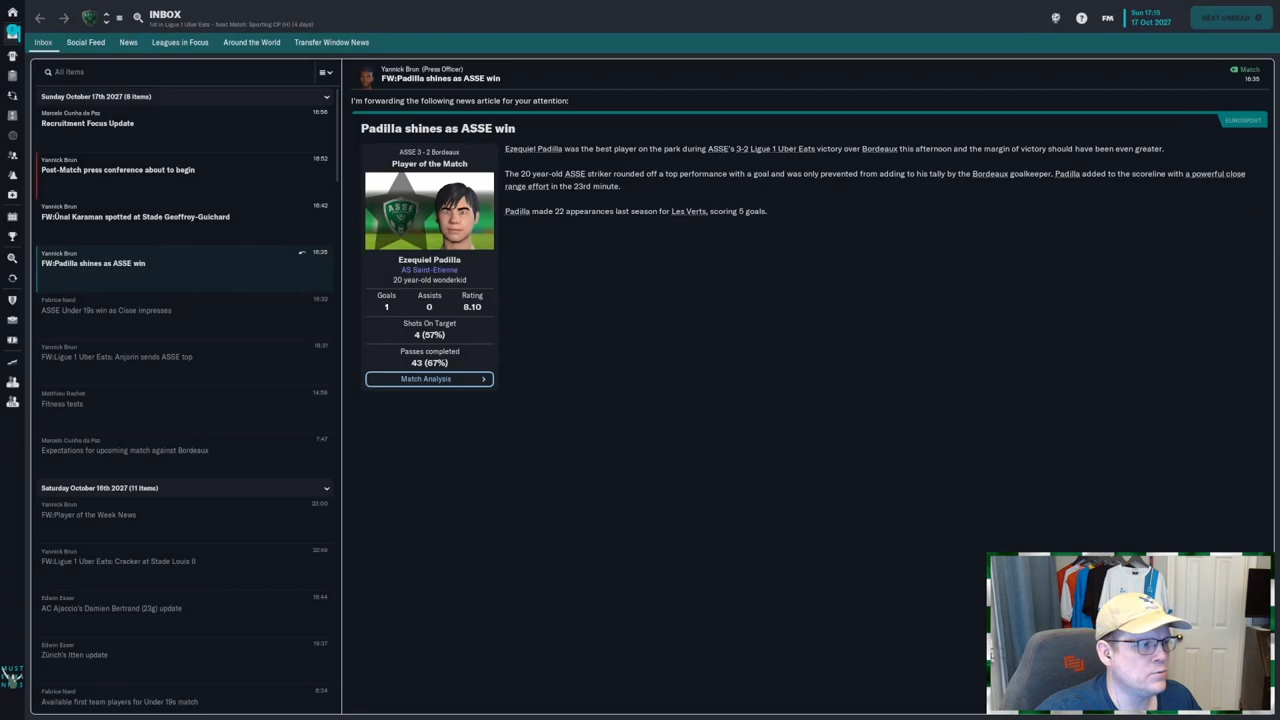 INBOX
1st in Ligue 1 Uber Eats - Next Match: Sporting CP (H) (4 days)
FM
Sun 17:15
17 Oct 2027
NEXT UNREAD
Inbox
Social Feed
News
Leagues in Focus
Around the World
Transfer Window News
All Items
Sunday October 17th 2027 (8 items)
Marcelo Cunha da Paz
16:56
Recruitment Focus Update
Yannick Brun
16:52
Post-Match press conference about to begin
Yannick Brun
16:42
FW:Ünal Karaman spotted at Stade Geoffroy-Guichard
Yannick Brun
16:35
FW:Padilla shines as ASSE win
Fabrice Nard
16:32
ASSE Under 19s win as Cisse impresses
Yannick Brun
16:31
FW:Ligue 1 Uber Eats: Anjorin sends ASSE top
Matthieu Rachet
14:59
Fitness tests
Marcelo Cunha da Paz
7:47
Expectations for upcoming match against Bordeaux
Saturday October 16th 2027 (11 items)
Yannick Brun
23:00
FW:Player of the Week News
Yannick Brun
22:49
FW:Ligue 1 Uber Eats: Cracker at Stade Louis II
Edwin Esser
19:44
AC Ajaccio's Damien Bertrand (23g) update
Edwin Esser
19:37
Zürich's Itten update
Fabrice Nard
8:34
Available first team players for Under 19s match
Yannick Brun (Press Officer)
FW:Padilla shines as ASSE win
Match
16:35
I'm forwarding the following news article for your attention:
EUROSPORT
Padilla shines as ASSE win
ASSE 3 - 2 Bordeaux
Player of the Match
ASSE
Ezequiel Padilla
AS Saint-Etienne
20 year-old wonderkid
Goals Assists Rating
1 0 8.10
Shots On Target
4 (57%)
Passes completed
43 (67%)
Match Analysis
Ezequiel Padilla was the best player on the park during ASSE's 3-2 Ligue 1 Uber Eats victory over Bordeaux this afternoon and the margin of victory should have been even greater.
The 20 year-old ASSE striker rounded off a top performance with a goal and was only prevented from adding to his tally by the Bordeaux goalkeeper. Padilla added to the scoreline with a powerful close
range effort in the 23rd minute.
Padilla made 22 appearances last season for Les Verts, scoring 5 goals.